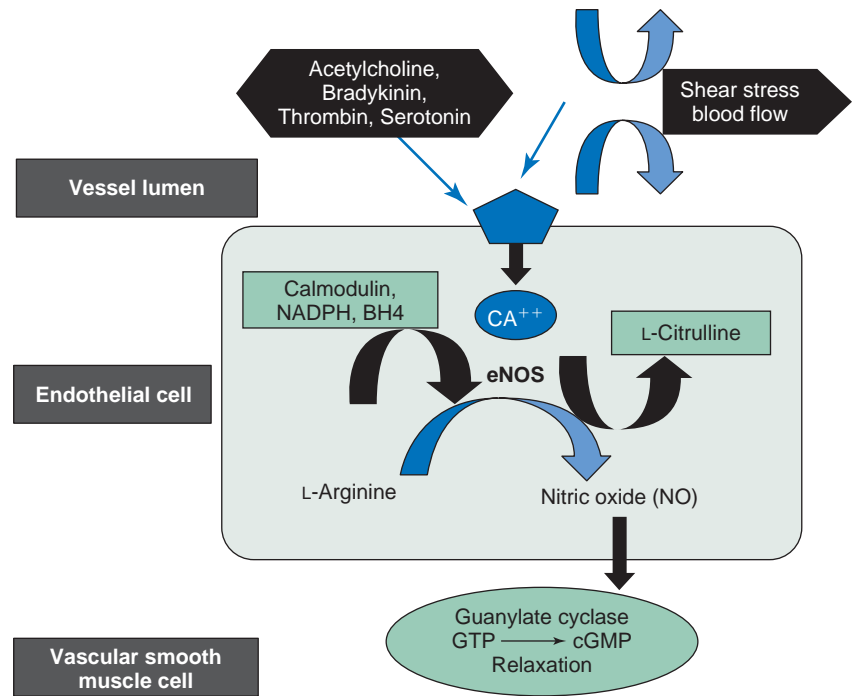 Acetylcholine,
Bradykinin,
Thrombin, Serotonin
Shear stress
blood flow
Vessel lumen
Calmodulin,
NADPH, BH4
CA++
L-Citrulline
eNOS
Endothelial cell
L-Arginine
Nitric oxide (NO)
Guanylate cyclase
GTP → cGMP
Relaxation
Vascular smooth
muscle cell